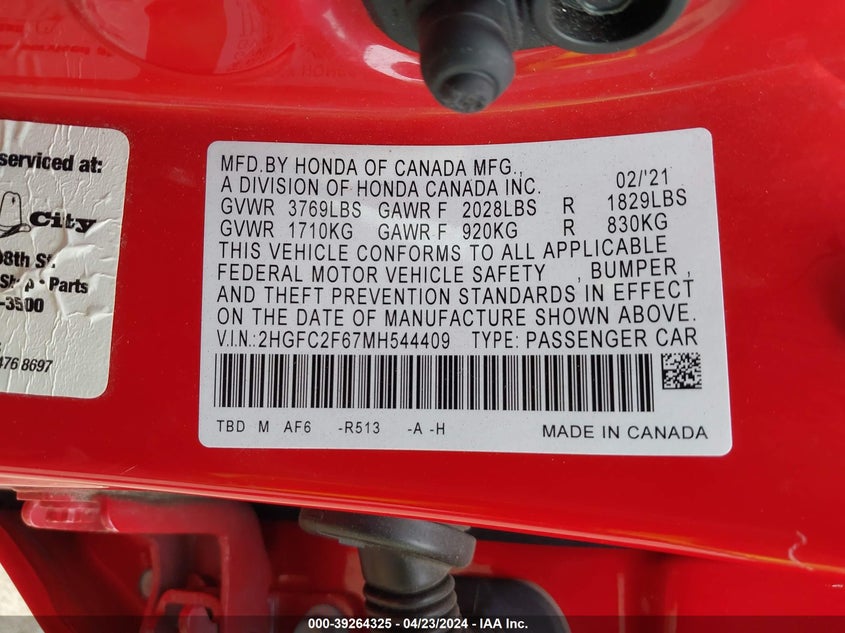 serviced at:
City
98th St.
Parts
-3500
476 8697
MFD.BY HONDA OF CANADA MFG., 02/'21
A DIVISION OF HONDA CANADA INC.
GVWR 3769LBS GAWR F 2028LBS R 1829LBS
GVWR 1710KG GAWR F 920KG R 830KG
THIS VEHICLE CONFORMS TO ALL APPLICABLE
FEDERAL MOTOR VEHICLE SAFETY , BUMPER ,
AND THEFT PREVENTION STANDARDS IN EFFECT
ON THE DATE OF MANUFACTURE SHOWN ABOVE.
V.I.N.: 2HGFC2F67MH544409 TYPE: PASSENGER CAR
TBD M AF6 -R513 -A -H MADE IN CANADA
000-39264325 - 04/23/2024 - IAA Inc.